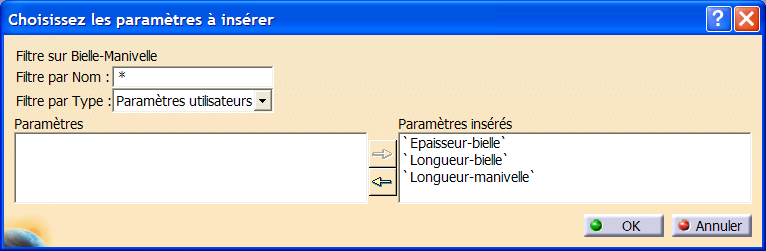 Choisissez les paramètres à insérer
Filtre sur Bielle-Manivelle
Filtre par Nom : *
Filtre par Type : Paramètres utilisateurs
Paramètres
Paramètres insérés
`Epaisseur-bielle`
`Longueur-bielle`
`Longueur-manivelle`
OK
Annuler